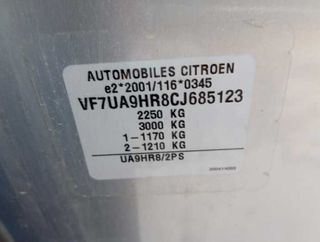 AUTOMOBILES CITROEN
e2*2001/116*0345
VF7UA9HR8CJ685123
2250 KG
3000 KG
1-1170 KG
2-1210 KG
UA9HR8/2PS